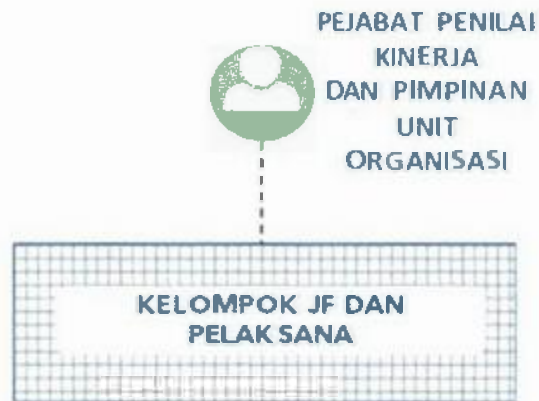 PEJABAT PENILAI
KINERJA
DAN PIMPINAN
UNIT
ORGANISASI
KELOMPOK JF DAN
PELAKSANA